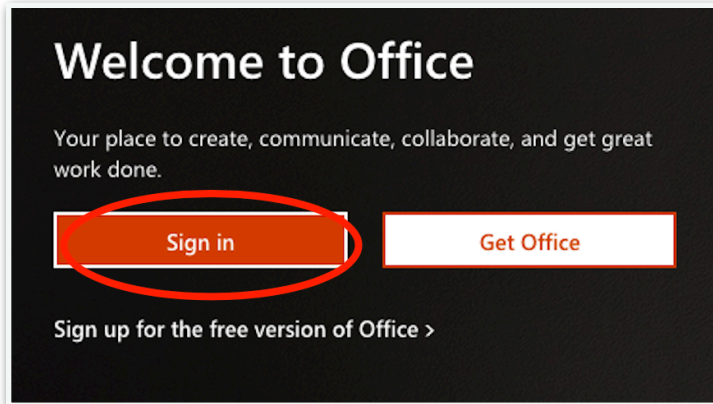 Welcome to Office
Your place to create, communicate, collaborate, and get great
work done.
Sign in
Get Office
Sign up for the free version of Office >